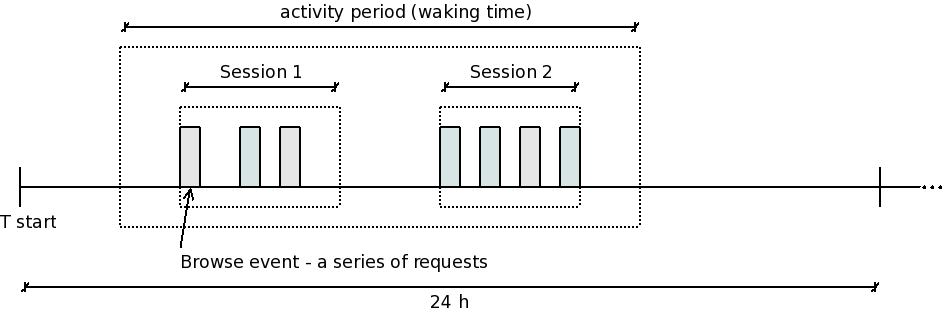 activity period (waking time)
Session 1
Session 2
T start
...
Browse event - a series of requests
24 h